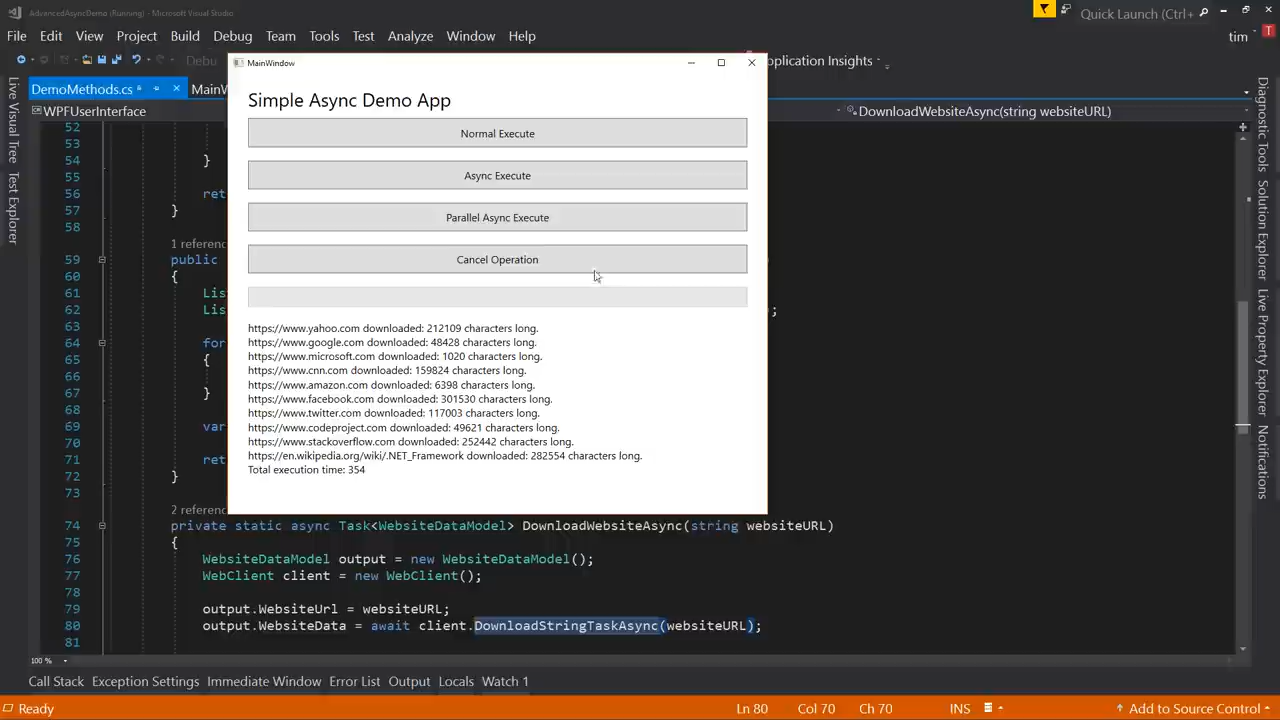 AdvancedAsyncDemo (Running) - Microsoft Visual Studio
Quick Launch (Ctrl+
File Edit View Project Build Debug Team Tools Test Analyze Window Help
tim T
Debu
MainWindow
pplication Insights
DemoMethods.cs
MainW
WPFUserInterface
DownloadWebsiteAsync(string websiteURL)
Live Visual Tree
Test Explorer
Diagnostic Tools
Solution Explorer
Live Property Explorer
Notifications
Simple Async Demo App
Normal Execute
Async Execute
Parallel Async Execute
Cancel Operation
https://www.yahoo.com downloaded: 212109 characters long.
https://www.google.com downloaded: 48428 characters long.
https://www.microsoft.com downloaded: 1020 characters long.
https://www.cnn.com downloaded: 159824 characters long.
https://www.amazon.com downloaded: 6398 characters long.
https://www.facebook.com downloaded: 301530 characters long.
https://www.twitter.com downloaded: 117003 characters long.
https://www.codeproject.com downloaded: 49621 characters long.
https://www.stackoverflow.com downloaded: 252442 characters long.
https://en.wikipedia.org/wiki/.NET_Framework downloaded: 282554 characters long.
Total execution time: 354
52
53
54 }
55
56 ret
57 }
58
1 referenc
59 public
60 {
61 Lis
62 Lis ;
63
64 for
65 {
66
67 }
68
69 var
70
71 ret
72 }
73
2 referenc
74 private static async Task<WebsiteDataModel> DownloadWebsiteAsync(string websiteURL)
75 {
76 WebsiteDataModel output = new WebsiteDataModel();
77 WebClient client = new WebClient();
78
79 output.WebsiteUrl = websiteURL;
80 output.WebsiteData = await client.DownloadStringTaskAsync(websiteURL);
81
100 %
Call Stack Exception Settings Immediate Window Error List Output Locals Watch 1
Ready Ln 80 Col 70 Ch 70 INS Add to Source Control